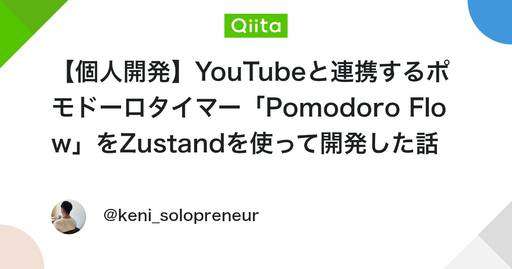 Qiita
【個人開発】YouTubeと連携するポ
モドーロタイマー「Pomodoro Flo
w」をZustandを使って開発した話
@keni_solopreneur